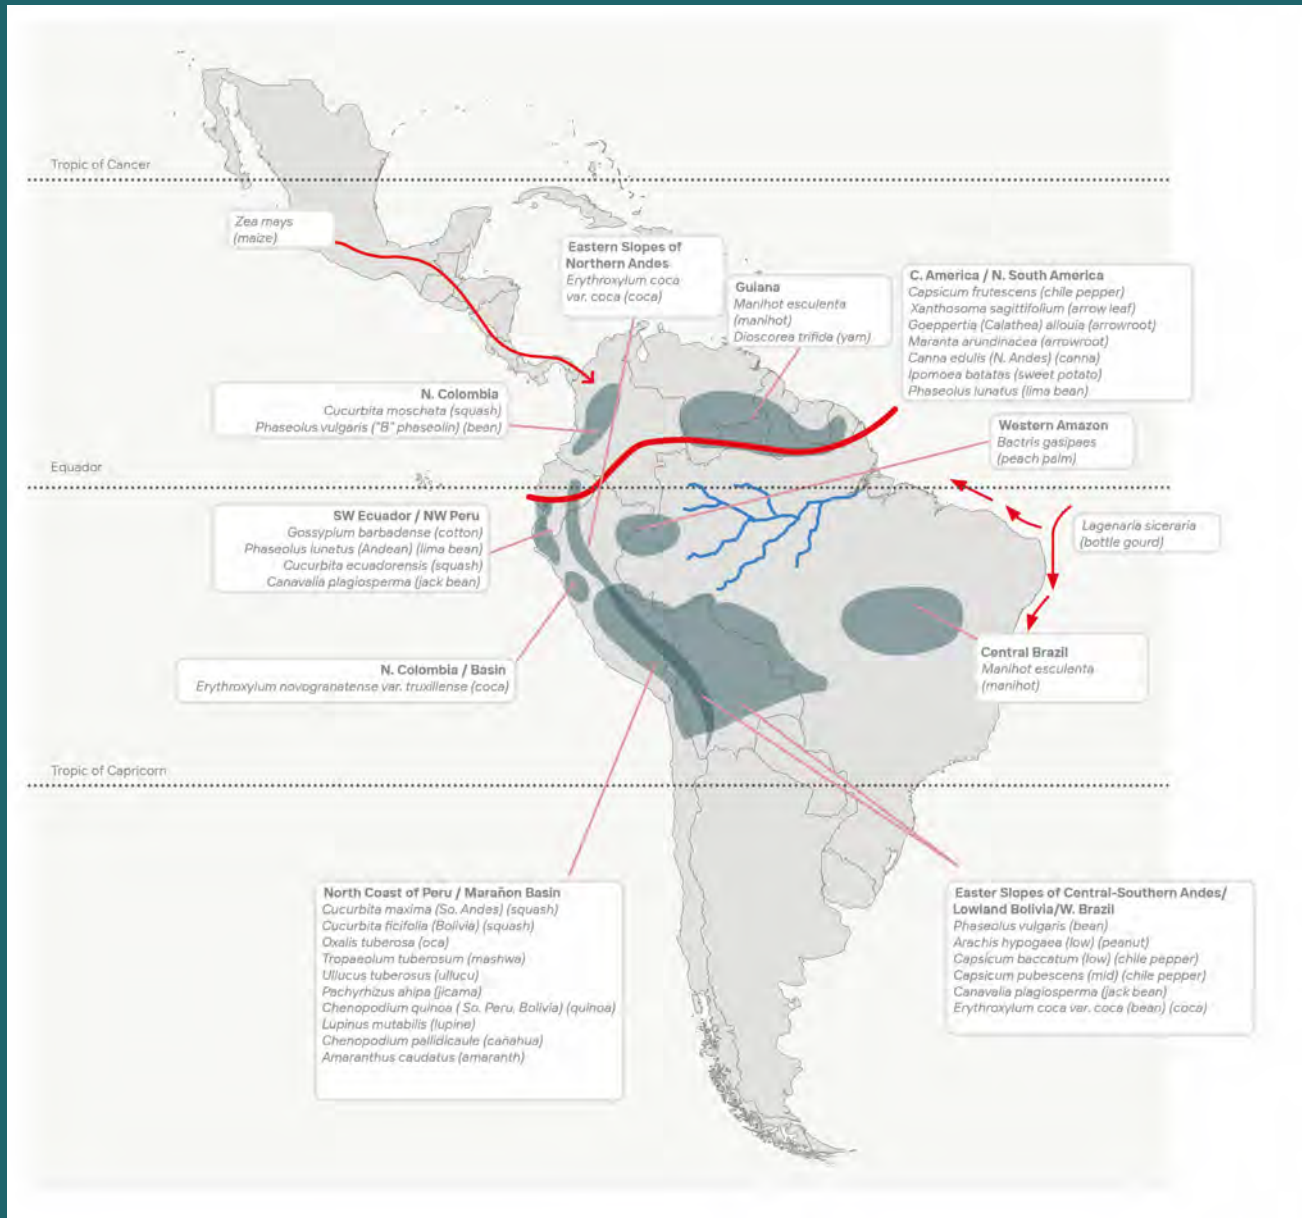 Tropic of Cancer
Zea mays
(maize)
Eastern Slopes of
Northern Andes
Erythroxylum coca
var. coca (coca)
Guiana
Manihot esculenta
(manihot)
Dioscorea trifida (yam)
C. America / N. South America
Capsicum frutescens (chile pepper)
Xanthosoma sagittifolium (arrow leaf)
Goeppertia (Calathea) allouia (arrowroot)
Maranta arundinacea (arrowroot)
Canna edulis (N. Andes) (canna)
Ipomoea batatas (sweet potato)
Phaseolus lunatus (lima bean)
N. Colombia
Cucurbita moschata (squash)
Phaseolus vulgaris ("B" phaseolin) (bean)
Western Amazon
Bactris gasipaes
(peach palm)
Equador
SW Ecuador / NW Peru
Gossypium barbadense (cotton)
Phaseolus lunatus (Andean) (lima bean)
Cucurbita ecuadorensis (squash)
Canavalia plagiosperma (jack bean)
Lagenaria siceraria
(bottle gourd)
N. Colombia / Basin
Erythroxylum novogranatense var. truxillense (coca)
Central Brazil
Manihot esculenta
(manihot)
Tropic of Capricorn
North Coast of Peru / Marañon Basin
Cucurbita maxima (So. Andes) (squash)
Cucurbita ficifolia (Bolivia) (squash)
Oxalis tuberosa (oca)
Tropaeolum tuberosum (mashwa)
Ullucus tuberosus (ullucu)
Pachyrhizus ahipa (jicama)
Chenopodium quinoa ( So. Peru, Bolivia) (quinoa)
Lupinus mutabilis (lupine)
Chenopodium pallidicaule (cañahua)
Amaranthus caudatus (amaranth)
Easter Slopes of Central-Southern Andes/
Lowland Bolivia/W. Brazil
Phaseolus vulgaris (bean)
Arachis hypogaea (low) (peanut)
Capsicum baccatum (low) (chile pepper)
Capsicum pubescens (mid) (chile pepper)
Canavalia plagiosperma (jack bean)
Erythroxylum coca var. coca (bean) (coca)